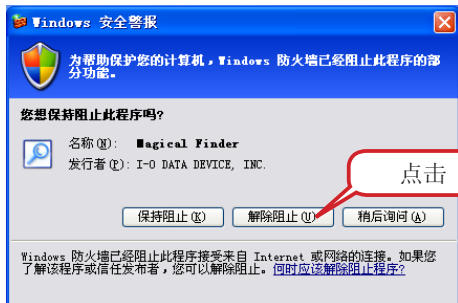 Windows 安全警报
为帮助保护您的计算机，Windows 防火墙已经阻止此程序的部
分功能。
您想保持阻止此程序吗?
名称(N): Magical Finder
发行者(P): I-O DATA DEVICE, INC.
点击
保持阻止(K) 解除阻止(U) 稍后询问(A)
Windows 防火墙已经阻止此程序接受来自 Internet 或网络的连接。如果您
了解该程序或信任发布者，您可以解除阻止。何时应该解除阻止程序?